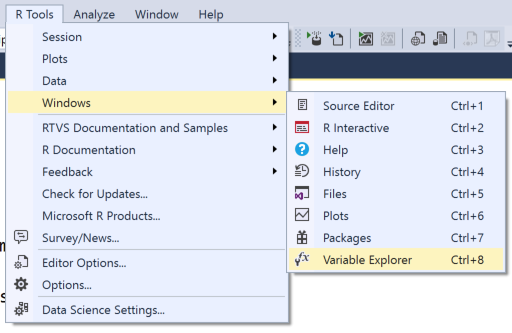 R Tools Analyze Window Help
Session
Plots
Data
Windows
RTVS Documentation and Samples
R Documentation
Feedback
Check for Updates...
Microsoft R Products...
Survey/News...
Editor Options...
Options...
Data Science Settings...
Source Editor Ctrl+1
R Interactive Ctrl+2
Help Ctrl+3
History Ctrl+4
Files Ctrl+5
Plots Ctrl+6
Packages Ctrl+7
Variable Explorer Ctrl+8